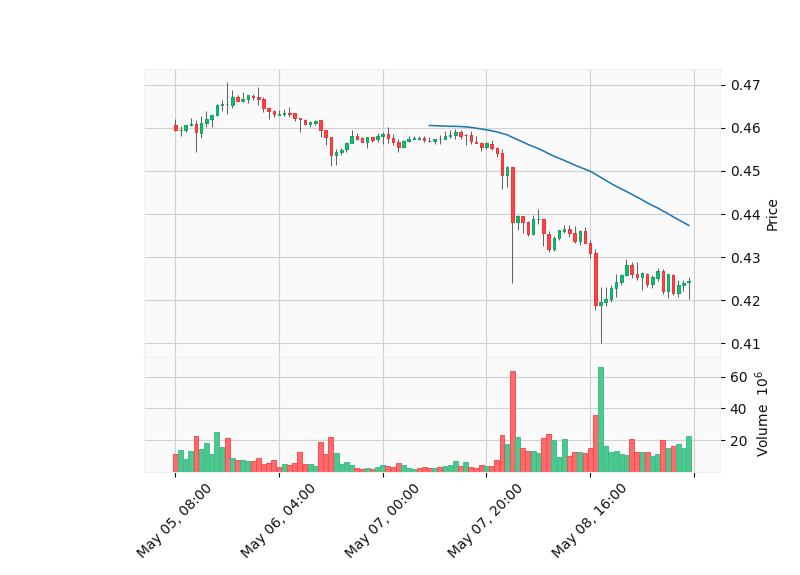 0.47
0.46
0.45
0.44
0.43
0.42
0.41
Price
60
40
20
Volume 10^6
May 05, 08:00
May 06, 04:00
May 07, 00:00
May 07, 20:00
May 08, 16:00